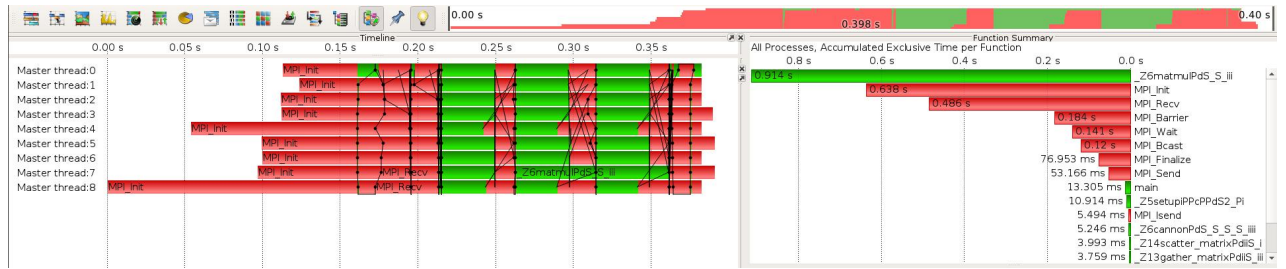 0.00 s
0.398 s
0.40 s
Timeline
0.00 s 0.05 s 0.10 s 0.15 s 0.20 s 0.25 s 0.30 s 0.35 s
Master thread:0 MPI_Init
Master thread:1 MPI_Init
Master thread:2 MPI_Init
Master thread:3 MPI_Init
Master thread:4 MPI_Init
Master thread:5 MPI_Init
Master thread:6 MPI_Init
Master thread:7 MPI_Init MPI_Recv _Z6matmulPdS_S_iii
Master thread:8 MPI_Init MPI_Recv
Function Summary
All Processes, Accumulated Exclusive Time per Function
0.8 s 0.6 s 0.4 s 0.2 s 0.0 s
0.914 s _Z6matmulPdS_S_iii
0.638 s MPI_Init
0.486 s MPI_Recv
0.184 s MPI_Barrier
0.141 s MPI_Wait
0.12 s MPI_Bcast
76.953 ms MPI_Finalize
53.166 ms MPI_Send
13.305 ms main
10.914 ms _Z5setupiPPcPPdS2_Pi
5.494 ms MPI_Isend
5.246 ms _Z6cannonPdS_S_S_S_iiii
3.993 ms _Z14scatter_matrixPdiiS_i
3.759 ms _Z13gather_matrixPdiiS_iii